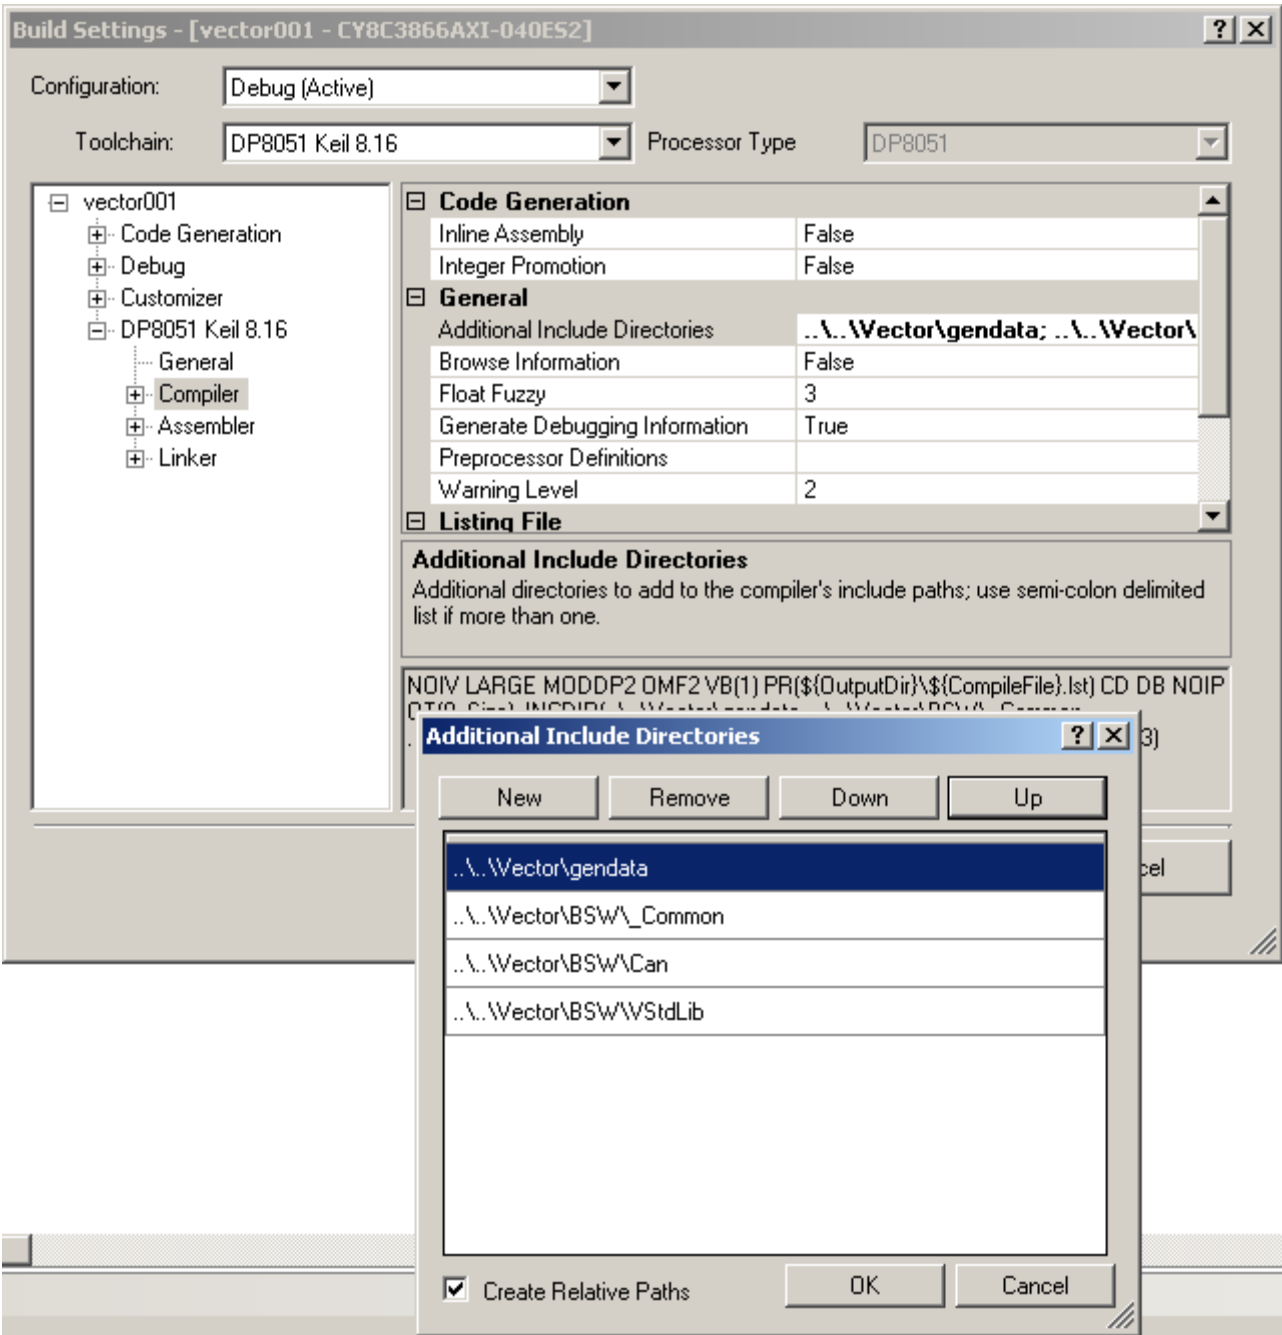 Build Settings - [vector001 - CY8C3866AXI-040ES2]
Configuration: Debug (Active)
Toolchain: DP8051 Keil 8.16 Processor Type DP8051
vector001
Code Generation
Debug
Customizer
DP8051 Keil 8.16
General
Compiler
Assembler
Linker
Code Generation
Inline Assembly False
Integer Promotion False
General
Additional Include Directories ..\..\Vector\gendata; ..\..\Vector\
Browse Information False
Float Fuzzy 3
Generate Debugging Information True
Preprocessor Definitions
Warning Level 2
Listing File
Additional Include Directories
Additional directories to add to the compiler's include paths; use semi-colon delimited
list if more than one.
NOIV LARGE MODDP2 OMF2 VB(1) PR(${OutputDir}\${CompileFile}.lst) CD DB NOIP
3)
cel
Additional Include Directories
New Remove Down Up
..\..\Vector\gendata
..\..\Vector\BSW\_Common
..\..\Vector\BSW\Can
..\..\Vector\BSW\VStdLib
Create Relative Paths OK Cancel